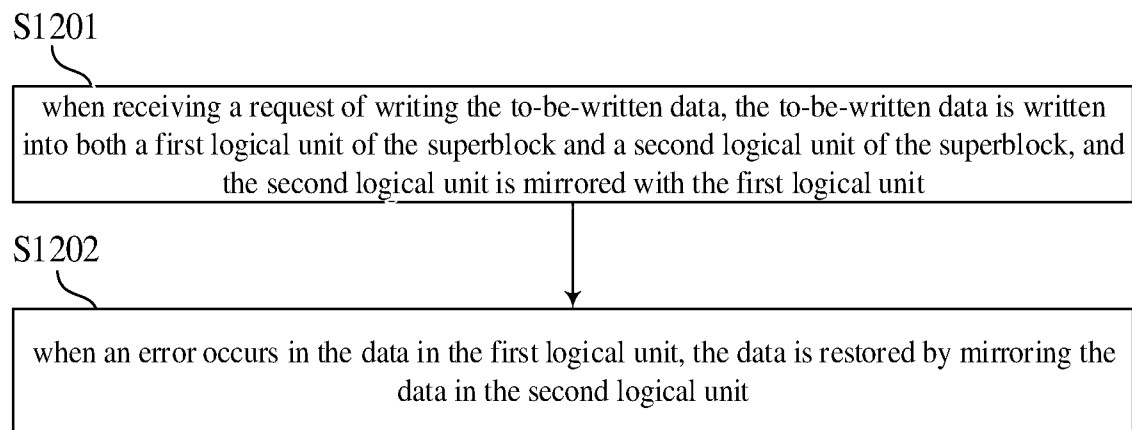 S1201
when receiving a request of writing the to-be-written data, the to-be-written data is written
into both a first logical unit of the superblock and a second logical unit of the superblock, and
the second logical unit is mirrored with the first logical unit
S1202
when an error occurs in the data in the first logical unit, the data is restored by mirroring the
data in the second logical unit